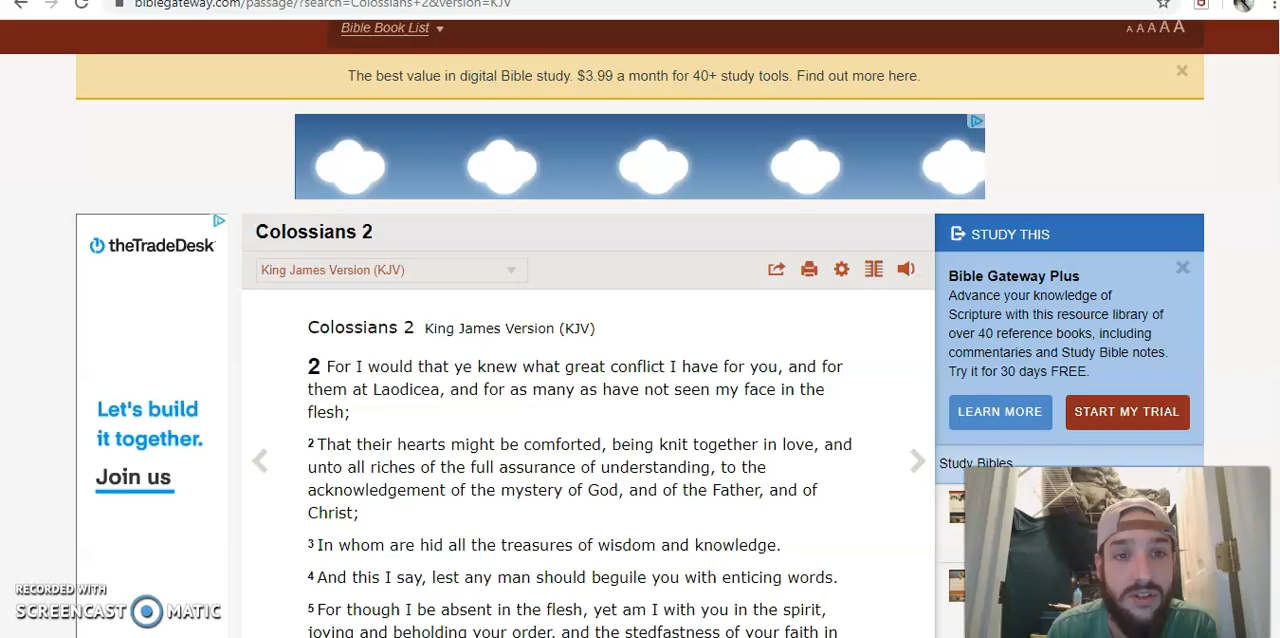 biblegateway.com/passage/?search=Colossians+2&version=KJV
Bible Book List
A A A A A
The best value in digital Bible study. $3.99 a month for 40+ study tools. Find out more here.
theTradeDesk
Let's build
it together.
Join us
Colossians 2
King James Version (KJV)
Colossians 2 King James Version (KJV)
2 For I would that ye knew what great conflict I have for you, and for
them at Laodicea, and for as many as have not seen my face in the
flesh;
2 That their hearts might be comforted, being knit together in love, and
unto all riches of the full assurance of understanding, to the
acknowledgement of the mystery of God, and of the Father, and of
Christ;
3 In whom are hid all the treasures of wisdom and knowledge.
4 And this I say, lest any man should beguile you with enticing words.
5 For though I be absent in the flesh, yet am I with you in the spirit,
joying and beholding your order, and the stedfastness of your faith in
STUDY THIS
Bible Gateway Plus
Advance your knowledge of
Scripture with this resource library of
over 40 reference books, including
commentaries and Study Bible notes.
Try it for 30 days FREE.
LEARN MORE
START MY TRIAL
Study Bibles
RECORDED WITH
SCREENCAST MATIC